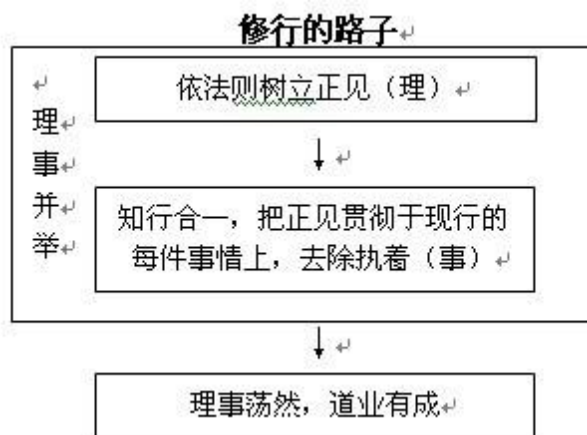 修行的路子
理
事
并
举
依法则树立正见（理）
知行合一，把正见贯彻于现行的
每件事情上，去除执着（事）
理事荡然，道业有成